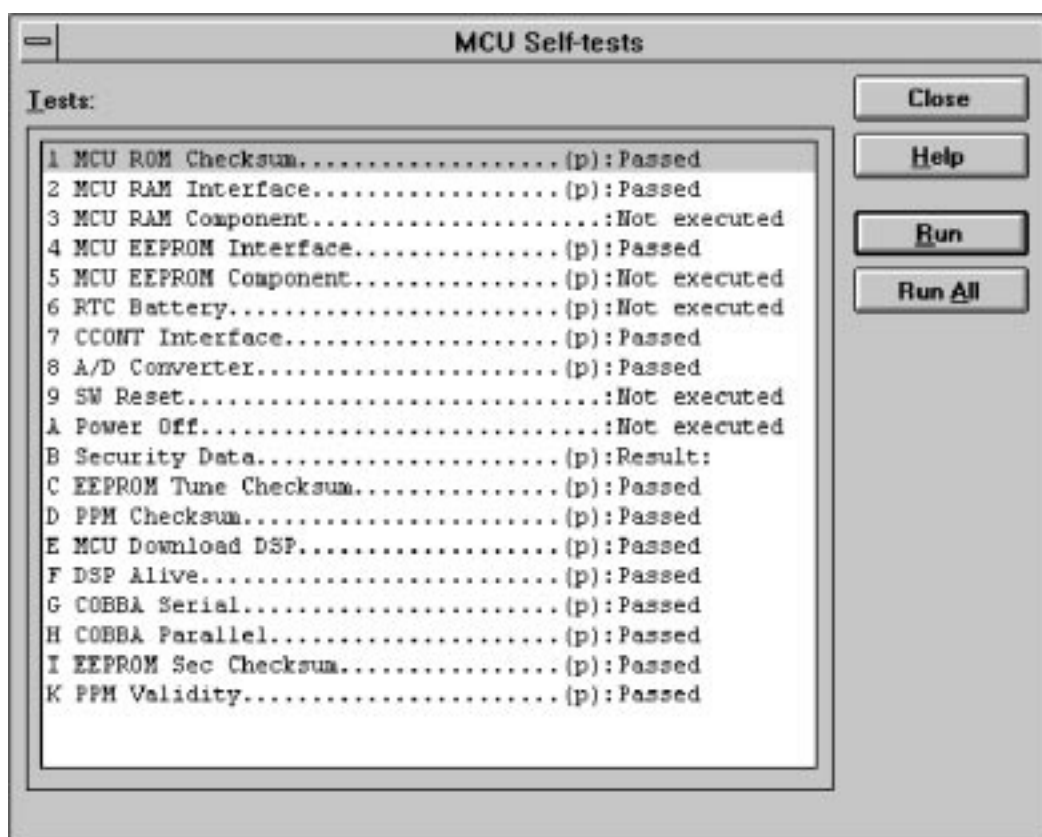 MCU Self-tests
Tests:
Close
Help
Run
Run All
1 MCU ROM Checksum...................(p):Passed
2 MCU RAM Interface..................(p):Passed
3 MCU RAM Component.....................:Not executed
4 MCU EEPROM Interface...............(p):Passed
5 MCU EEPROM Component...............(p):Not executed
6 RTC Battery........................(p):Not executed
7 CCONT Interface....................(p):Passed
8 A/D Converter......................(p):Passed
9 SW Reset..............................:Not executed
A Power Off.............................:Not executed
B Security Data......................(p):Result:
C EEPROM Tune Checksum...............(p):Passed
D PPM Checksum.......................(p):Passed
E MCU Download DSP...................(p):Passed
F DSP Alive..........................(p):Passed
G COBBA Serial.......................(p):Passed
H COBBA Parallel.....................(p):Passed
I EEPROM Sec Checksum................(p):Passed
K PPM Validity.......................(p):Passed